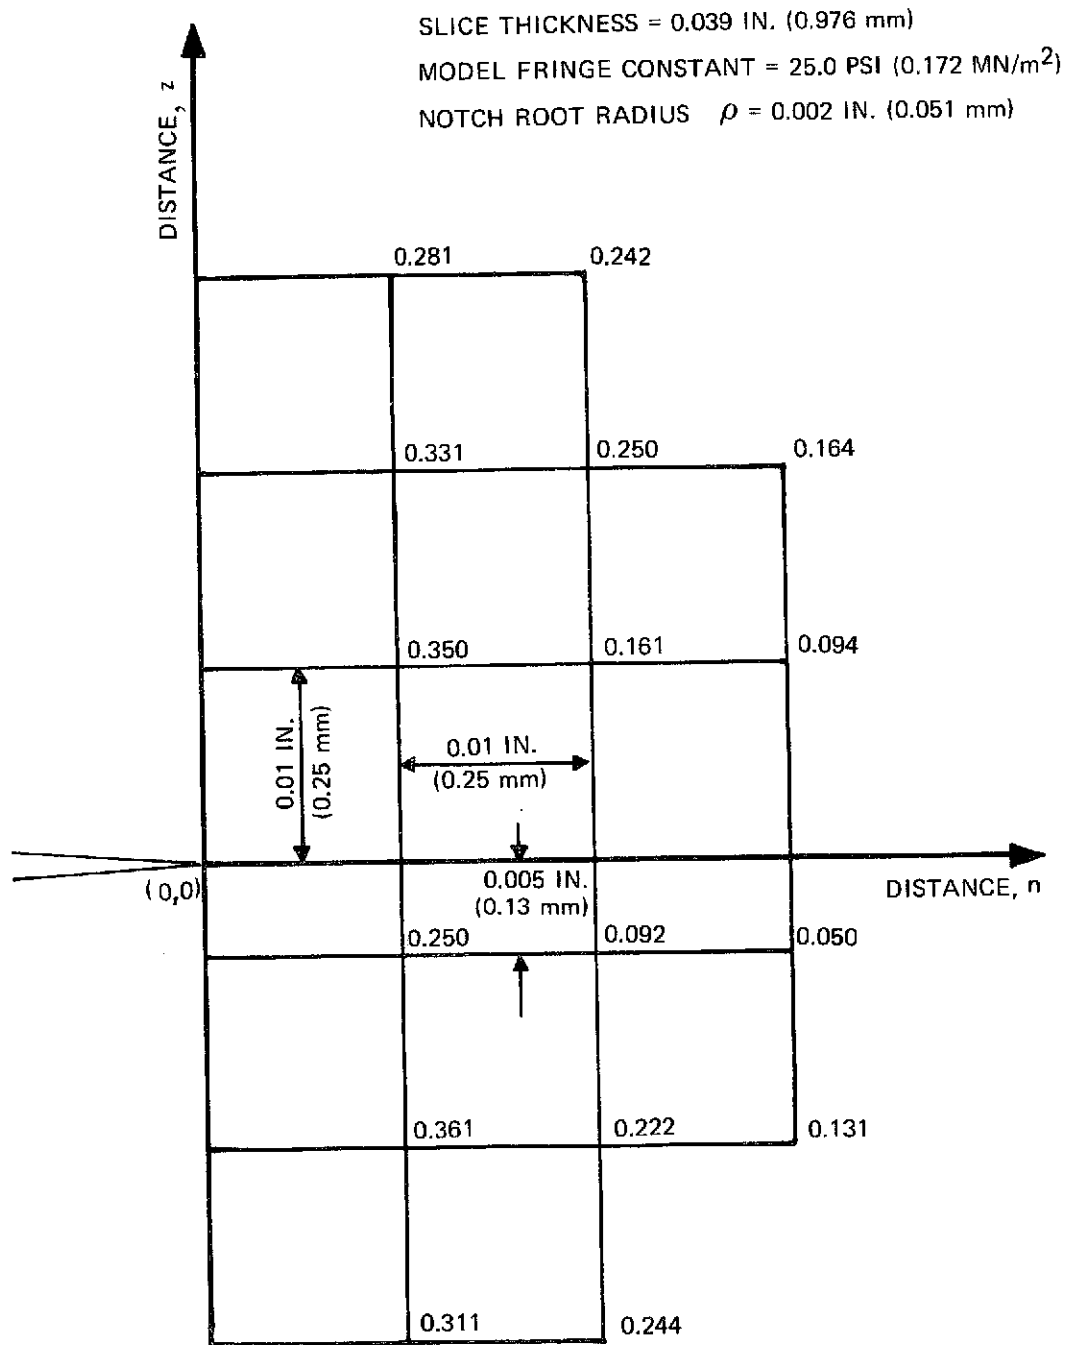 SLICE THICKNESS = 0.039 IN. (0.976 mm)
MODEL FRINGE CONSTANT = 25.0 PSI (0.172 MN/m²)
NOTCH ROOT RADIUS ρ = 0.002 IN. (0.051 mm)
DISTANCE, z
0.281 0.242
0.331 0.250 0.164
0.350 0.161 0.094
0.01 IN.
(0.25 mm)
0.01 IN.
(0.25 mm)
(0,0)
0.005 IN.
(0.13 mm)
DISTANCE, n
0.250 0.092 0.050
0.361 0.222 0.131
0.311 0.244